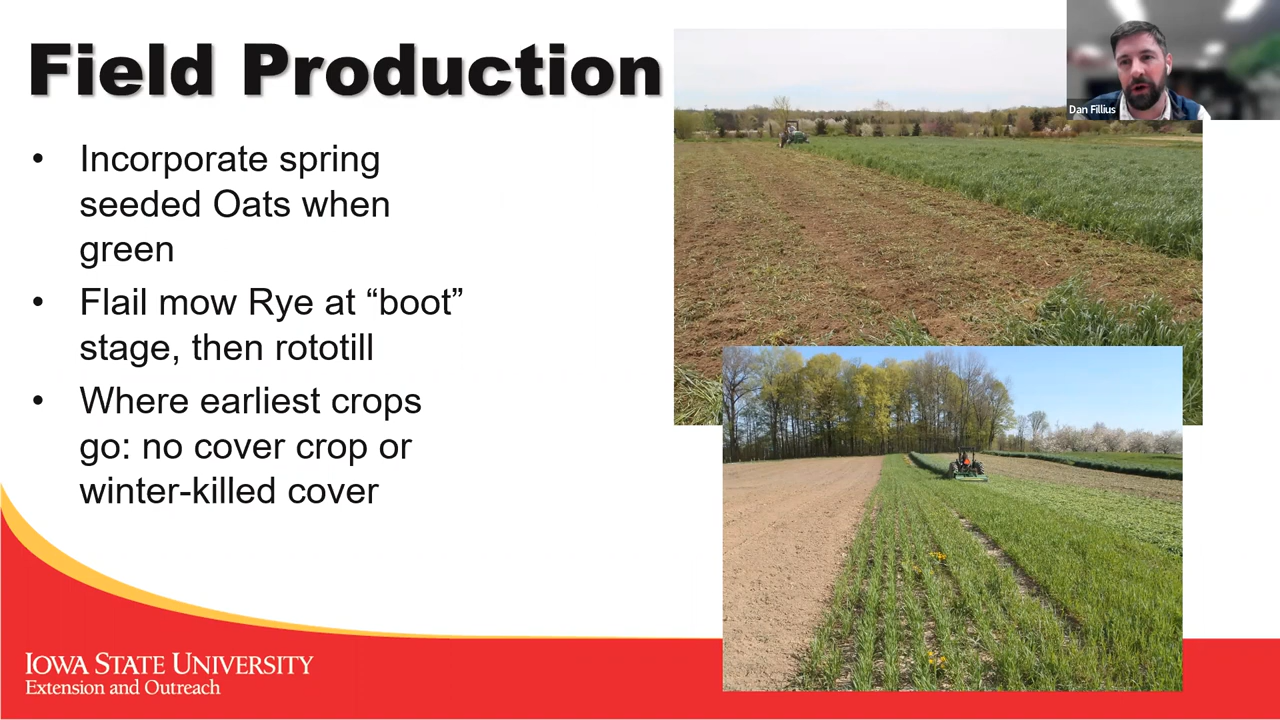 Field Production
Dan Fillius
• Incorporate spring
seeded Oats when
green
• Flail mow Rye at “boot”
stage, then rototill
• Where earliest crops
go: no cover crop or
winter-killed cover
IOWA STATE UNIVERSITY
Extension and Outreach